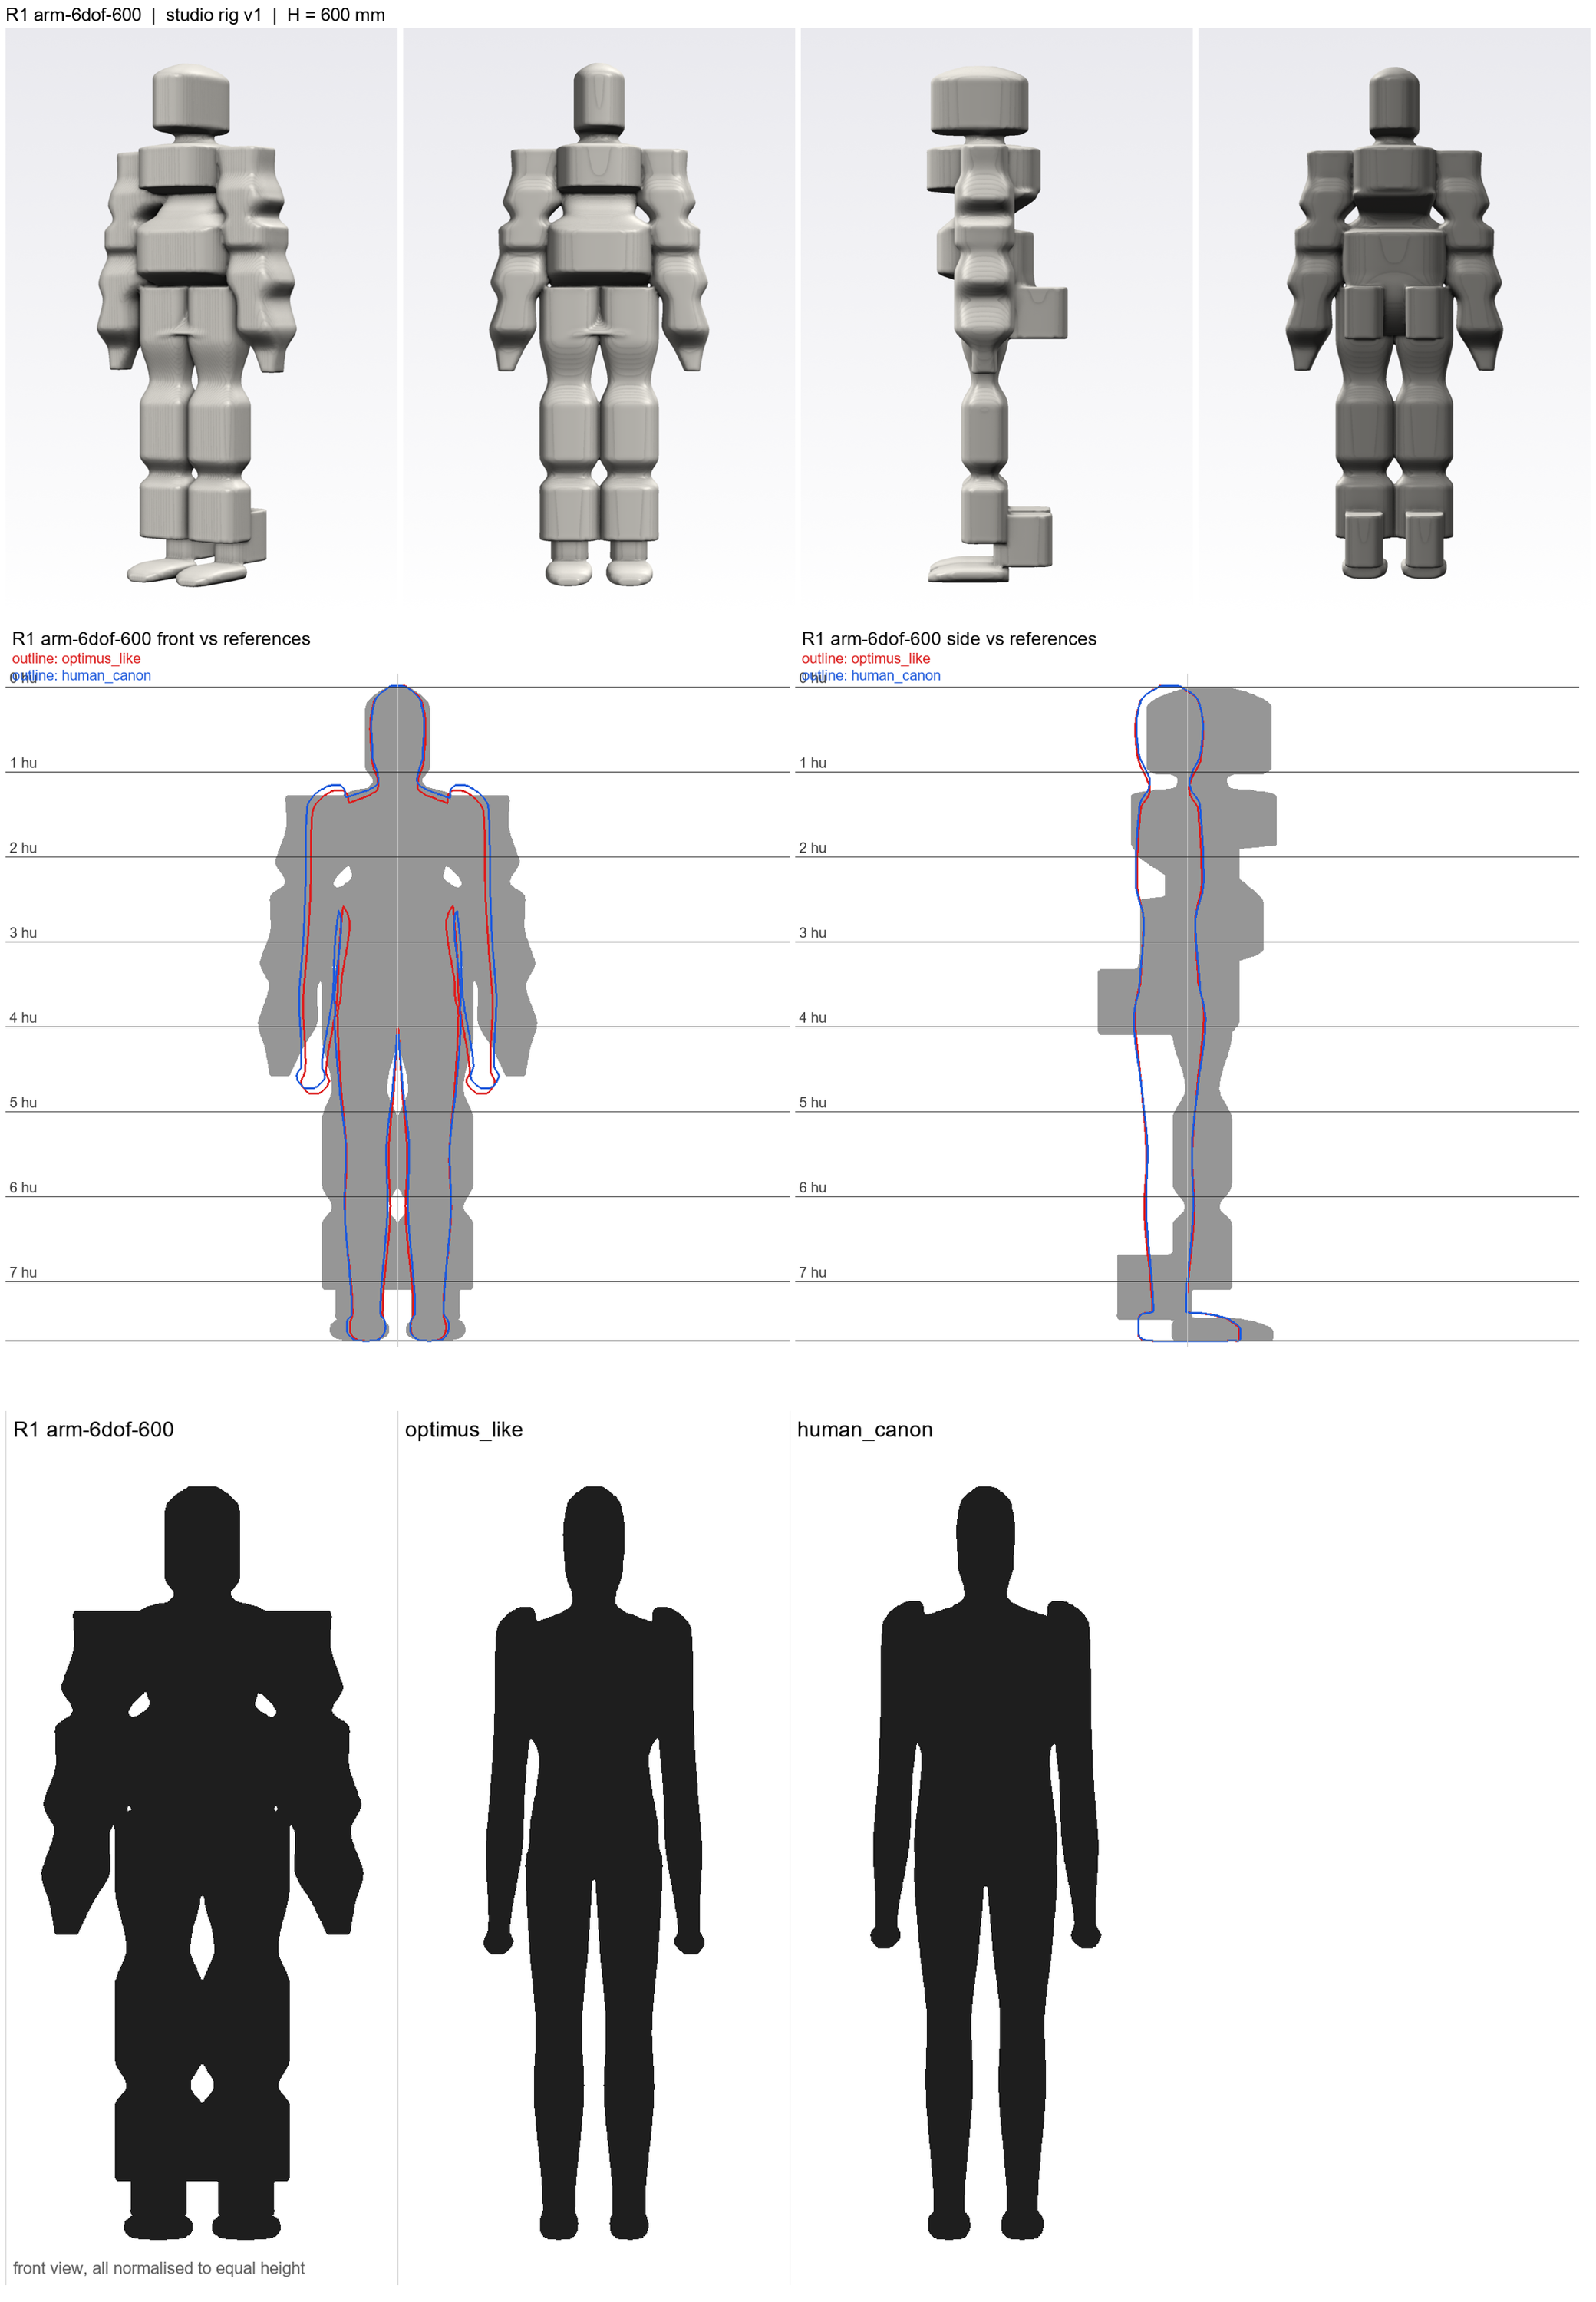 R1 arm-6dof-600 | studio rig v1 | H = 600 mm
R1 arm-6dof-600 front vs references
outline: optimus_like
outline: human_canon
0 hu
1 hu
2 hu
3 hu
4 hu
5 hu
6 hu
7 hu
R1 arm-6dof-600 side vs references
outline: optimus_like
outline: human_canon
0 hu
1 hu
2 hu
3 hu
4 hu
5 hu
6 hu
7 hu
R1 arm-6dof-600
optimus_like
human_canon
front view, all normalised to equal height